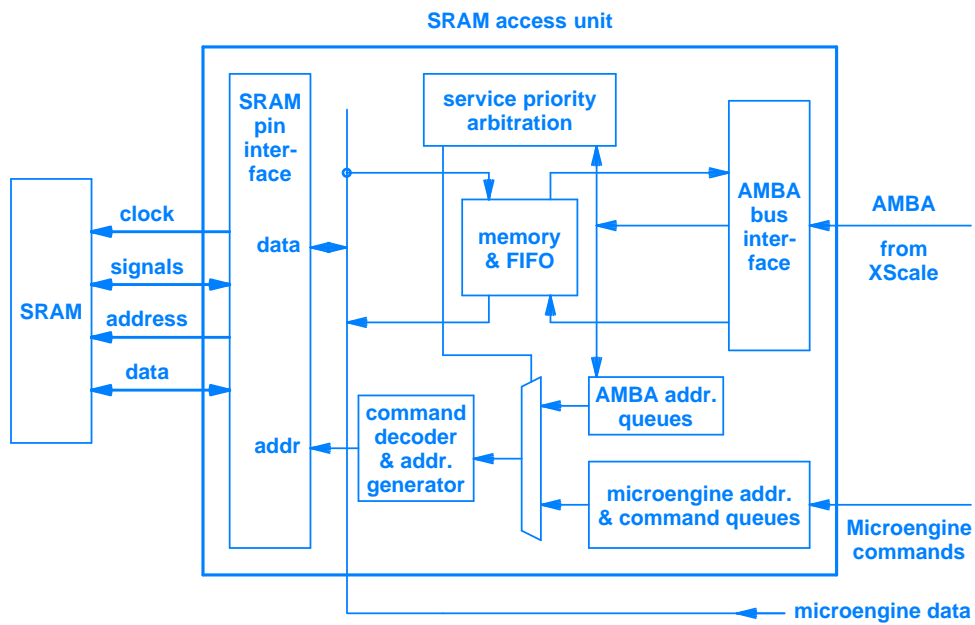 SRAM access unit
SRAM
pin
inter-
face
data
addr
service priority
arbitration
memory
& FIFO
AMBA
bus
inter-
face
AMBA
from
XScale
clock
signals
address
data
SRAM
command
decoder
& addr.
generator
AMBA addr.
queues
microengine addr.
& command queues
Microengine
commands
microengine data